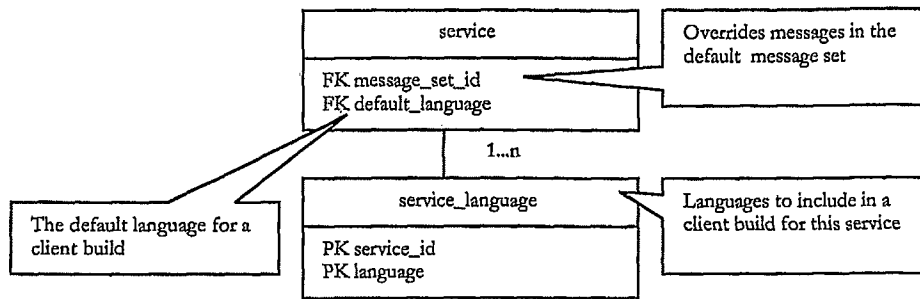 service
FK message_set_id
FK default_language
Overrides messages in the
default message set
1...n
The default language for a
client build
service_language
PK service_id
PK language
Languages to include in a
client build for this service